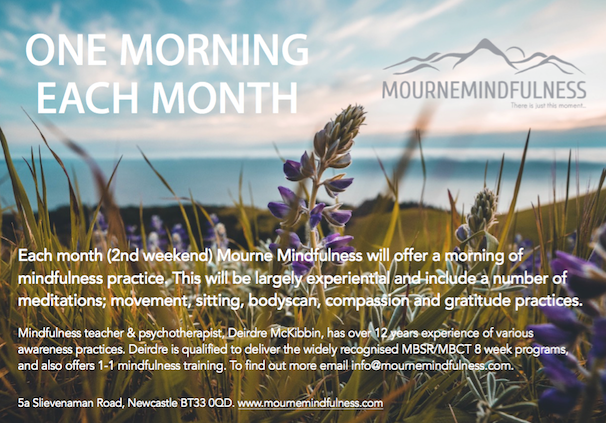 ONE MORNING
EACH MONTH
MOURNEMINDFULNESS
There is just this moment...
Each month (2nd weekend) Mourne Mindfulness will offer a morning of
mindfulness practice. This will be largely experiential and include a number of
meditations; movement, sitting, bodyscan, compassion and gratitude practices.
Mindfulness teacher & psychotherapist, Deirdre McKibbin, has over 12 years experience of various
awareness practices. Deirdre is qualified to deliver the widely recognised MBSR/MBCT 8 week programs,
and also offers 1-1 mindfulness training. To find out more email info@mournemindfulness.com.
5a Slievenaman Road, Newcastle BT33 0QD. www.mournemindfulness.com